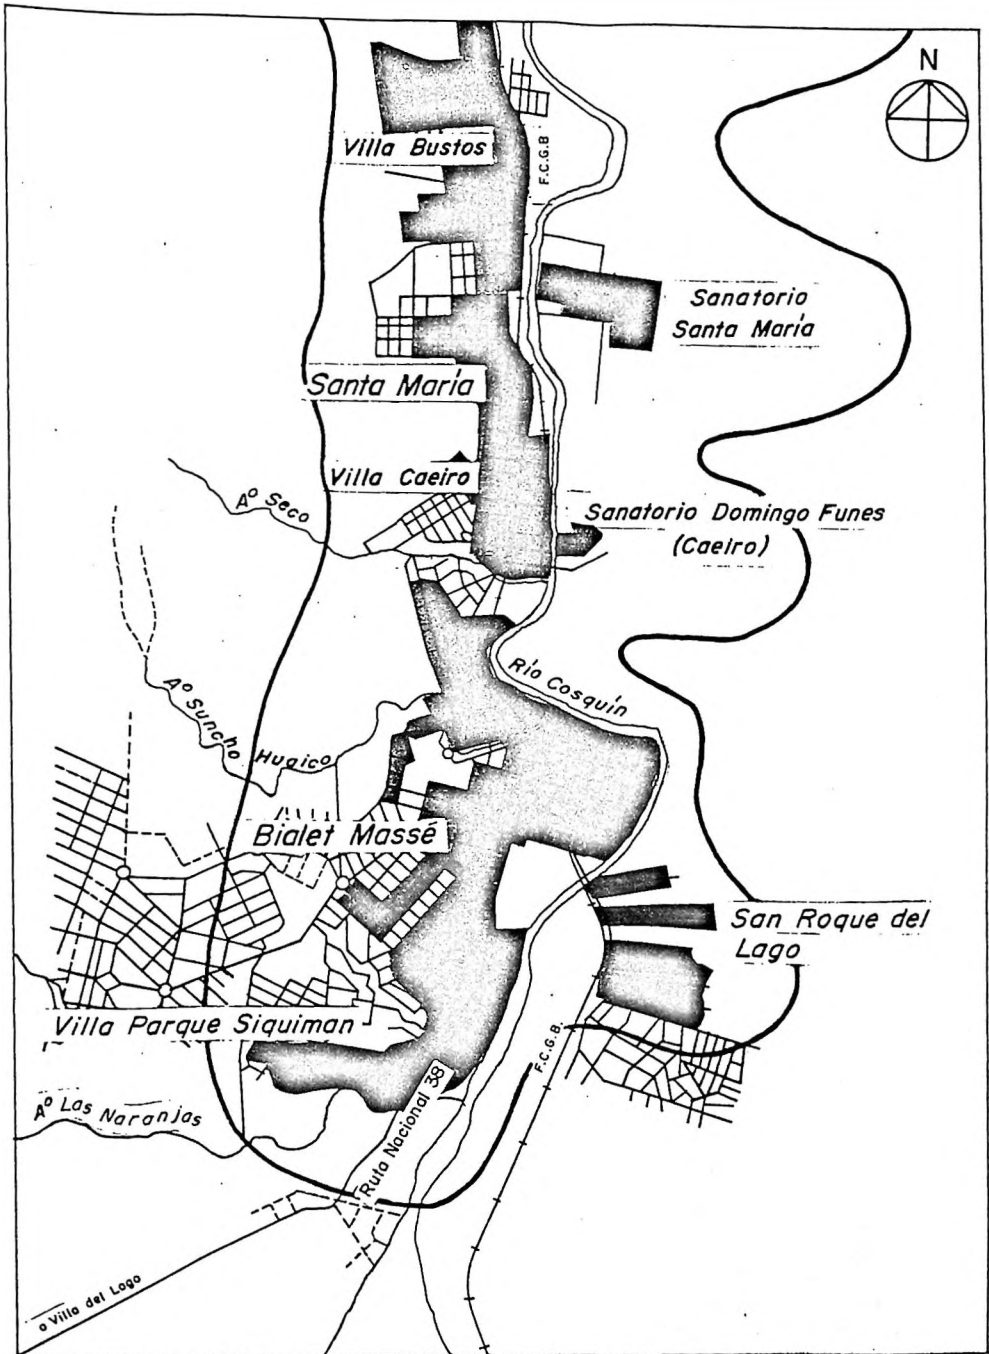 N
Villa Bustos
F.C.G.B
Sanatorio
Santa María
Santa María
Villa Caeiro
Aº Seco
Sanatorio Domingo Funes
(Caeiro)
Río Cosquín
Aº Suncho Huaico
Bialet Massé
San Roque del
Lago
Villa Parque Siquiman
F.C.G.B.
Aº Las Naranjas
Ruta Nacional 38
a Villa del Lago